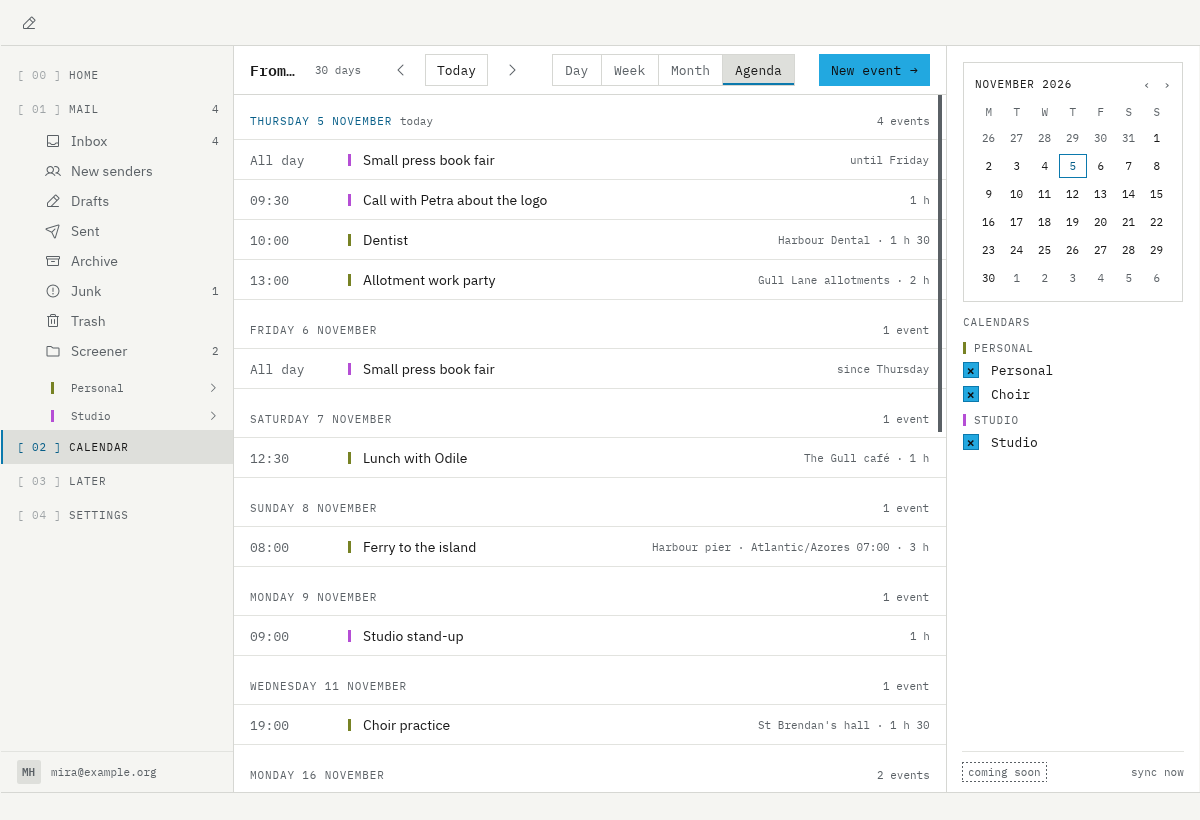 [ 00 ] HOME
[ 01 ] MAIL 4
Inbox 4
New senders
Drafts
Sent
Archive
Junk 1
Trash
Screener 2
Personal
Studio
[ 02 ] CALENDAR
[ 03 ] LATER
[ 04 ] SETTINGS
MH mira@example.org
From… 30 days Today Day Week Month Agenda New event →
THURSDAY 5 NOVEMBER today 4 events
All day Small press book fair until Friday
09:30 Call with Petra about the logo 1 h
10:00 Dentist Harbour Dental · 1 h 30
13:00 Allotment work party Gull Lane allotments · 2 h
FRIDAY 6 NOVEMBER 1 event
All day Small press book fair since Thursday
SATURDAY 7 NOVEMBER 1 event
12:30 Lunch with Odile The Gull café · 1 h
SUNDAY 8 NOVEMBER 1 event
08:00 Ferry to the island Harbour pier · Atlantic/Azores 07:00 · 3 h
MONDAY 9 NOVEMBER 1 event
09:00 Studio stand-up 1 h
WEDNESDAY 11 NOVEMBER 1 event
19:00 Choir practice St Brendan's hall · 1 h 30
MONDAY 16 NOVEMBER 2 events
NOVEMBER 2026 ‹ ›
M T W T F S S
26 27 28 29 30 31 1
2 3 4 5 6 7 8
9 10 11 12 13 14 15
16 17 18 19 20 21 22
23 24 25 26 27 28 29
30 1 2 3 4 5 6
CALENDARS
PERSONAL
Personal
Choir
STUDIO
Studio
coming soon sync now